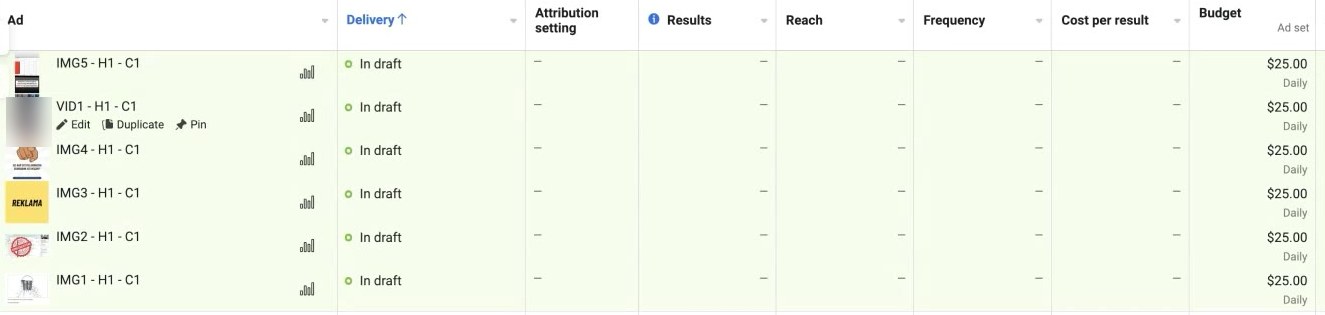 Ad
Delivery ↑
Attribution
setting
Results
Reach
Frequency
Cost per result
Budget
Ad set
IMG5 - H1 - C1
In draft
—
—
—
—
—
$25.00
Daily
VID1 - H1 - C1
Edit Duplicate Pin
In draft
—
—
—
—
—
$25.00
Daily
IMG4 - H1 - C1
In draft
—
—
—
—
—
$25.00
Daily
REKLAMA
IMG3 - H1 - C1
In draft
—
—
—
—
—
$25.00
Daily
IMG2 - H1 - C1
In draft
—
—
—
—
—
$25.00
Daily
IMG1 - H1 - C1
In draft
—
—
—
—
—
$25.00
Daily